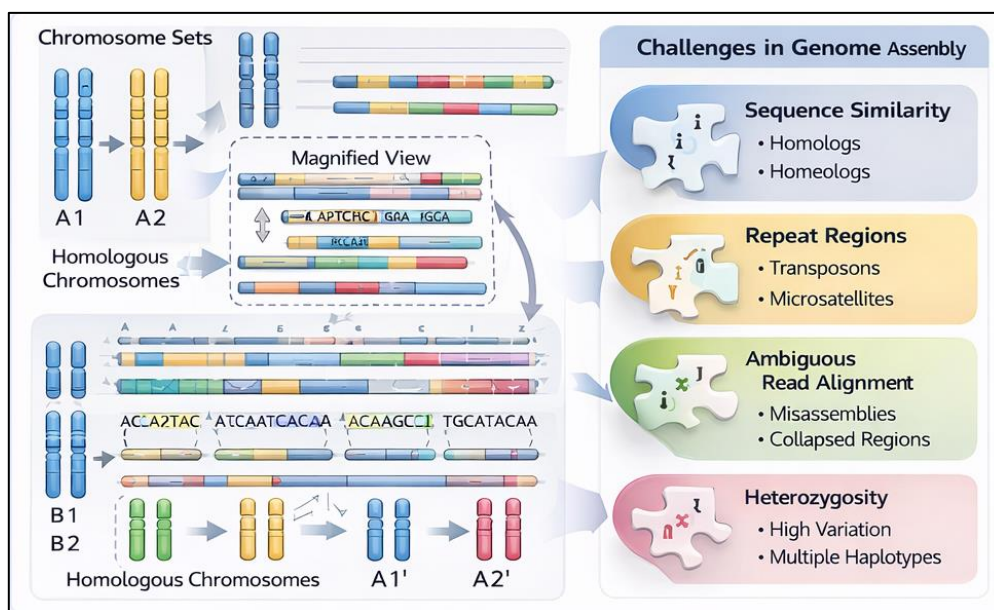 Chromosome Sets
A1
A2
Homologous
Chromosomes
Magnified View
GAA
B1
B2
ATCAATCACAA
TGCATACAA
Homologous Chromosomes
A1'
A2'
Challenges in Genome Assembly
Sequence Similarity
• Homologs
• Homeologs
Repeat Regions
• Transposons
• Microsatellites
Ambiguous
Read Alignment
• Misassemblies
• Collapsed Regions
Heterozygosity
• High Variation
• Multiple Haplotypes